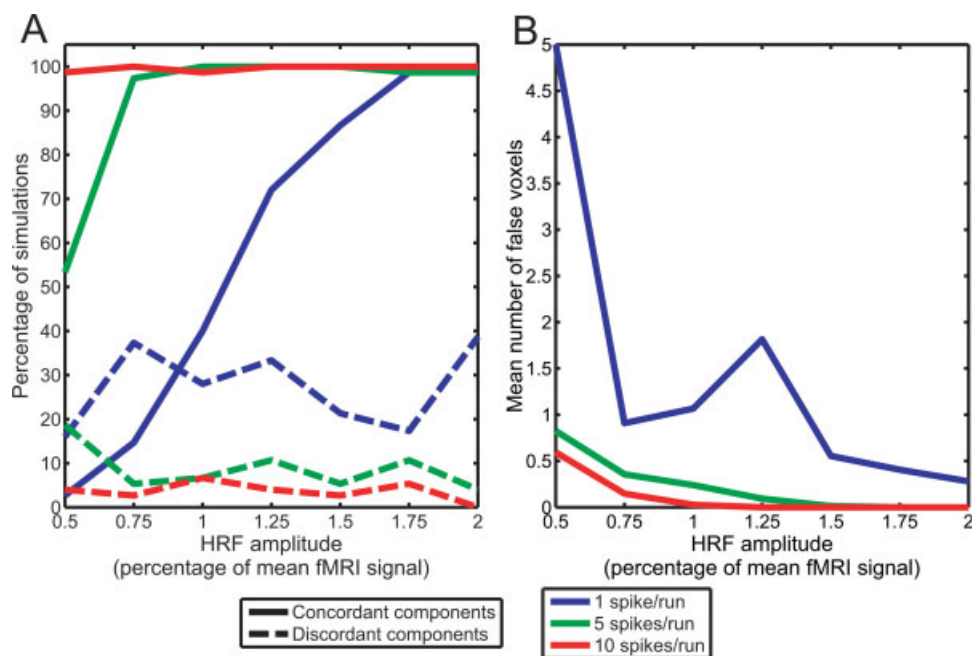 A
Percentage of simulations
100
90
80
70
60
50
40
30
20
10
0
0.5 0.75 1 1.25 1.5 1.75 2
HRF amplitude
(percentage of mean fMRI signal)
B
Mean number of false voxels
5
4.5
4
3.5
3
2.5
2
1.5
1
0.5
0
0.5 0.75 1 1.25 1.5 1.75 2
HRF amplitude
(percentage of mean fMRI signal)
Concordant components
Discordant components
1 spike/run
5 spikes/run
10 spikes/run